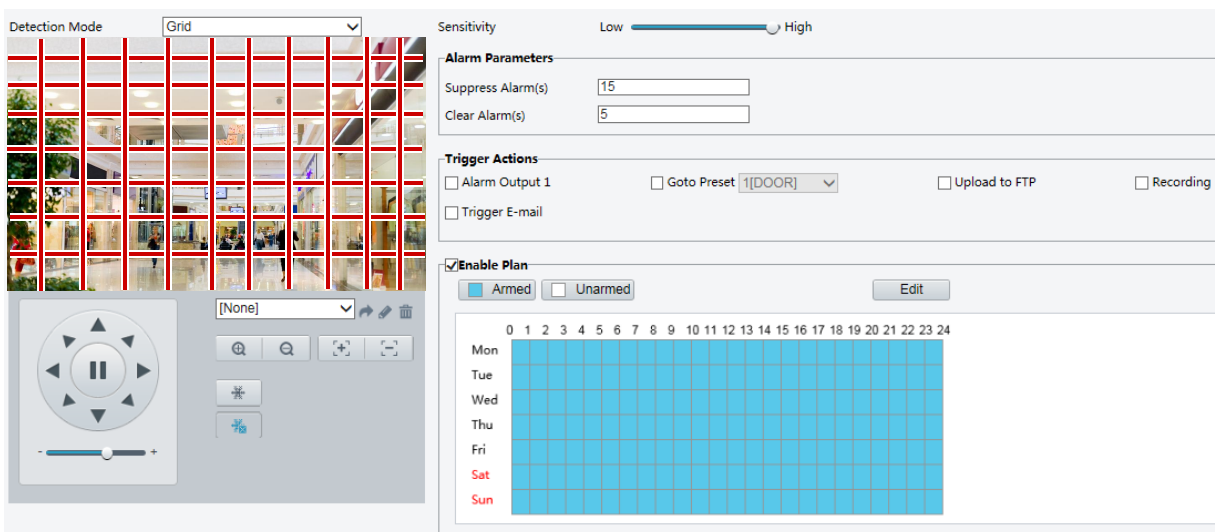 Detection Mode Grid
Sensitivity Low High
Alarm Parameters
Suppress Alarm(s) 15
Clear Alarm(s) 5
Trigger Actions
Alarm Output 1 Goto Preset 1[DOOR] Upload to FTP Recording
Trigger E-mail
Enable Plan
Armed Unarmed Edit
[None]
- +
0 1 2 3 4 5 6 7 8 9 10 11 12 13 14 15 16 17 18 19 20 21 22 23 24
Mon
Tue
Wed
Thu
Fri
Sat
Sun